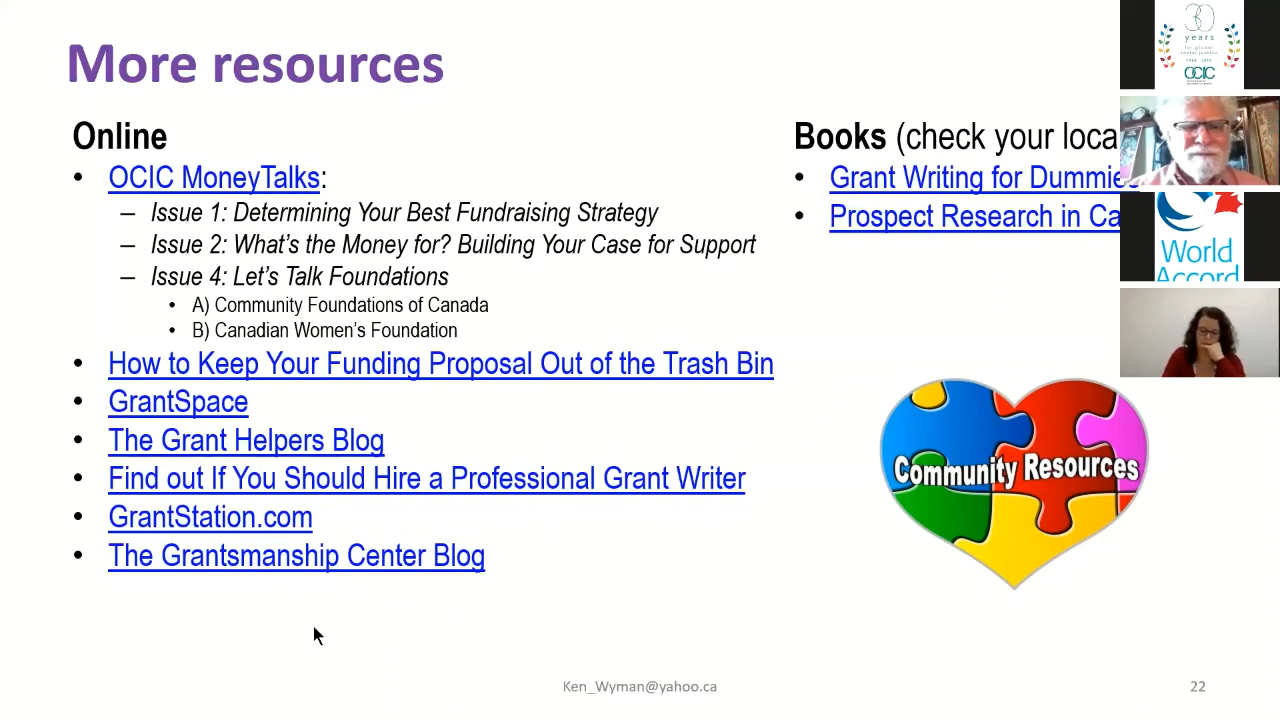 More resources
Online
• OCIC MoneyTalks:
– Issue 1: Determining Your Best Fundraising Strategy
– Issue 2: What's the Money for? Building Your Case for Support
– Issue 4: Let's Talk Foundations
• A) Community Foundations of Canada
• B) Canadian Women's Foundation
• How to Keep Your Funding Proposal Out of the Trash Bin
• GrantSpace
• The Grant Helpers Blog
• Find out If You Should Hire a Professional Grant Writer
• GrantStation.com
• The Grantsmanship Center Blog
Books (check your loca
• Grant Writing for Dummies
• Prospect Research in Ca
Community Resources
30
years
OCIC
World
Accord
Ken_Wyman@yahoo.ca
22